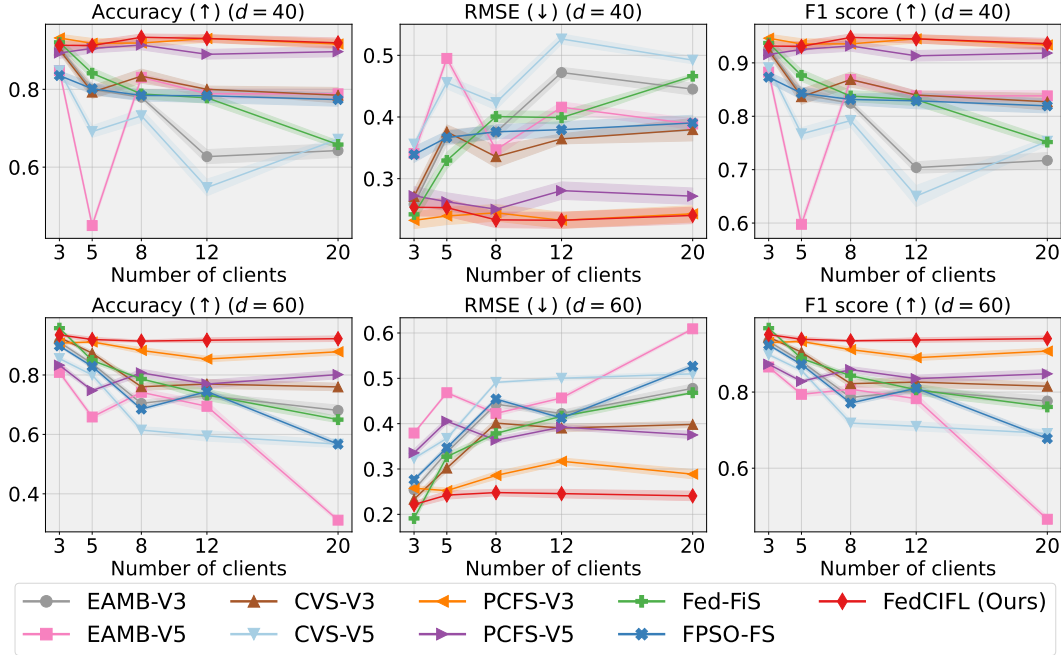 Accuracy (↑) (d = 40)
RMSE (↓) (d = 40)
F1 score (↑) (d = 40)
0.8
0.6
0.5
0.4
0.3
0.9
0.8
0.7
0.6
3 5 8 12 20
3 5 8 12 20
3 5 8 12 20
Number of clients
Number of clients
Number of clients
Accuracy (↑) (d = 60)
RMSE (↓) (d = 60)
F1 score (↑) (d = 60)
0.8
0.6
0.4
0.6
0.5
0.4
0.3
0.2
0.8
0.6
3 5 8 12 20
3 5 8 12 20
3 5 8 12 20
Number of clients
Number of clients
Number of clients
EAMB-V3 CVS-V3 PCFS-V3 Fed-FiS FedCIFL (Ours)
EAMB-V5 CVS-V5 PCFS-V5 FPSO-FS